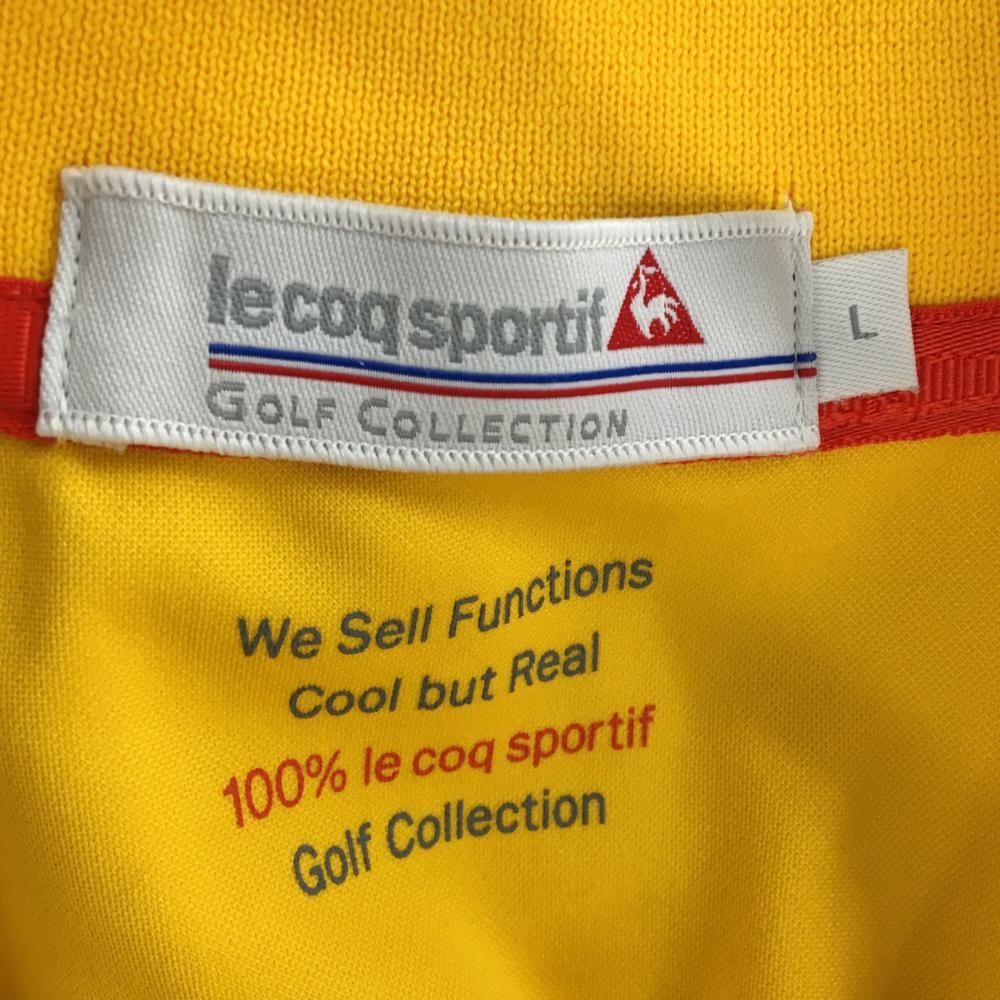 le coq sportif
GOLF COLLECTION
L
We Sell Functions
Cool but Real
100% le coq sportif
Golf Collection